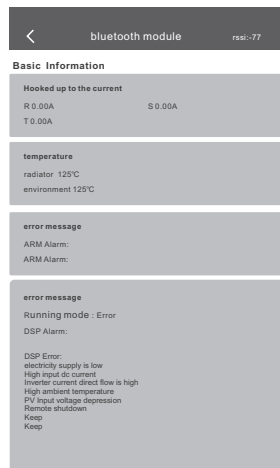 bluetooth module rssi:-77
Basic Information
Hooked up to the current
R 0.00A S 0.00A
T 0.00A
temperature
radiator 125℃
environment 125℃
error message
ARM Alarm:
ARM Alarm:
error message
Running mode : Error
DSP Alarm:
DSP Error:
electricity supply is low
High input dc current
Inverter current direct flow is high
High ambient temperature
PV Input voltage depression
Remote shutdown
Keep
Keep